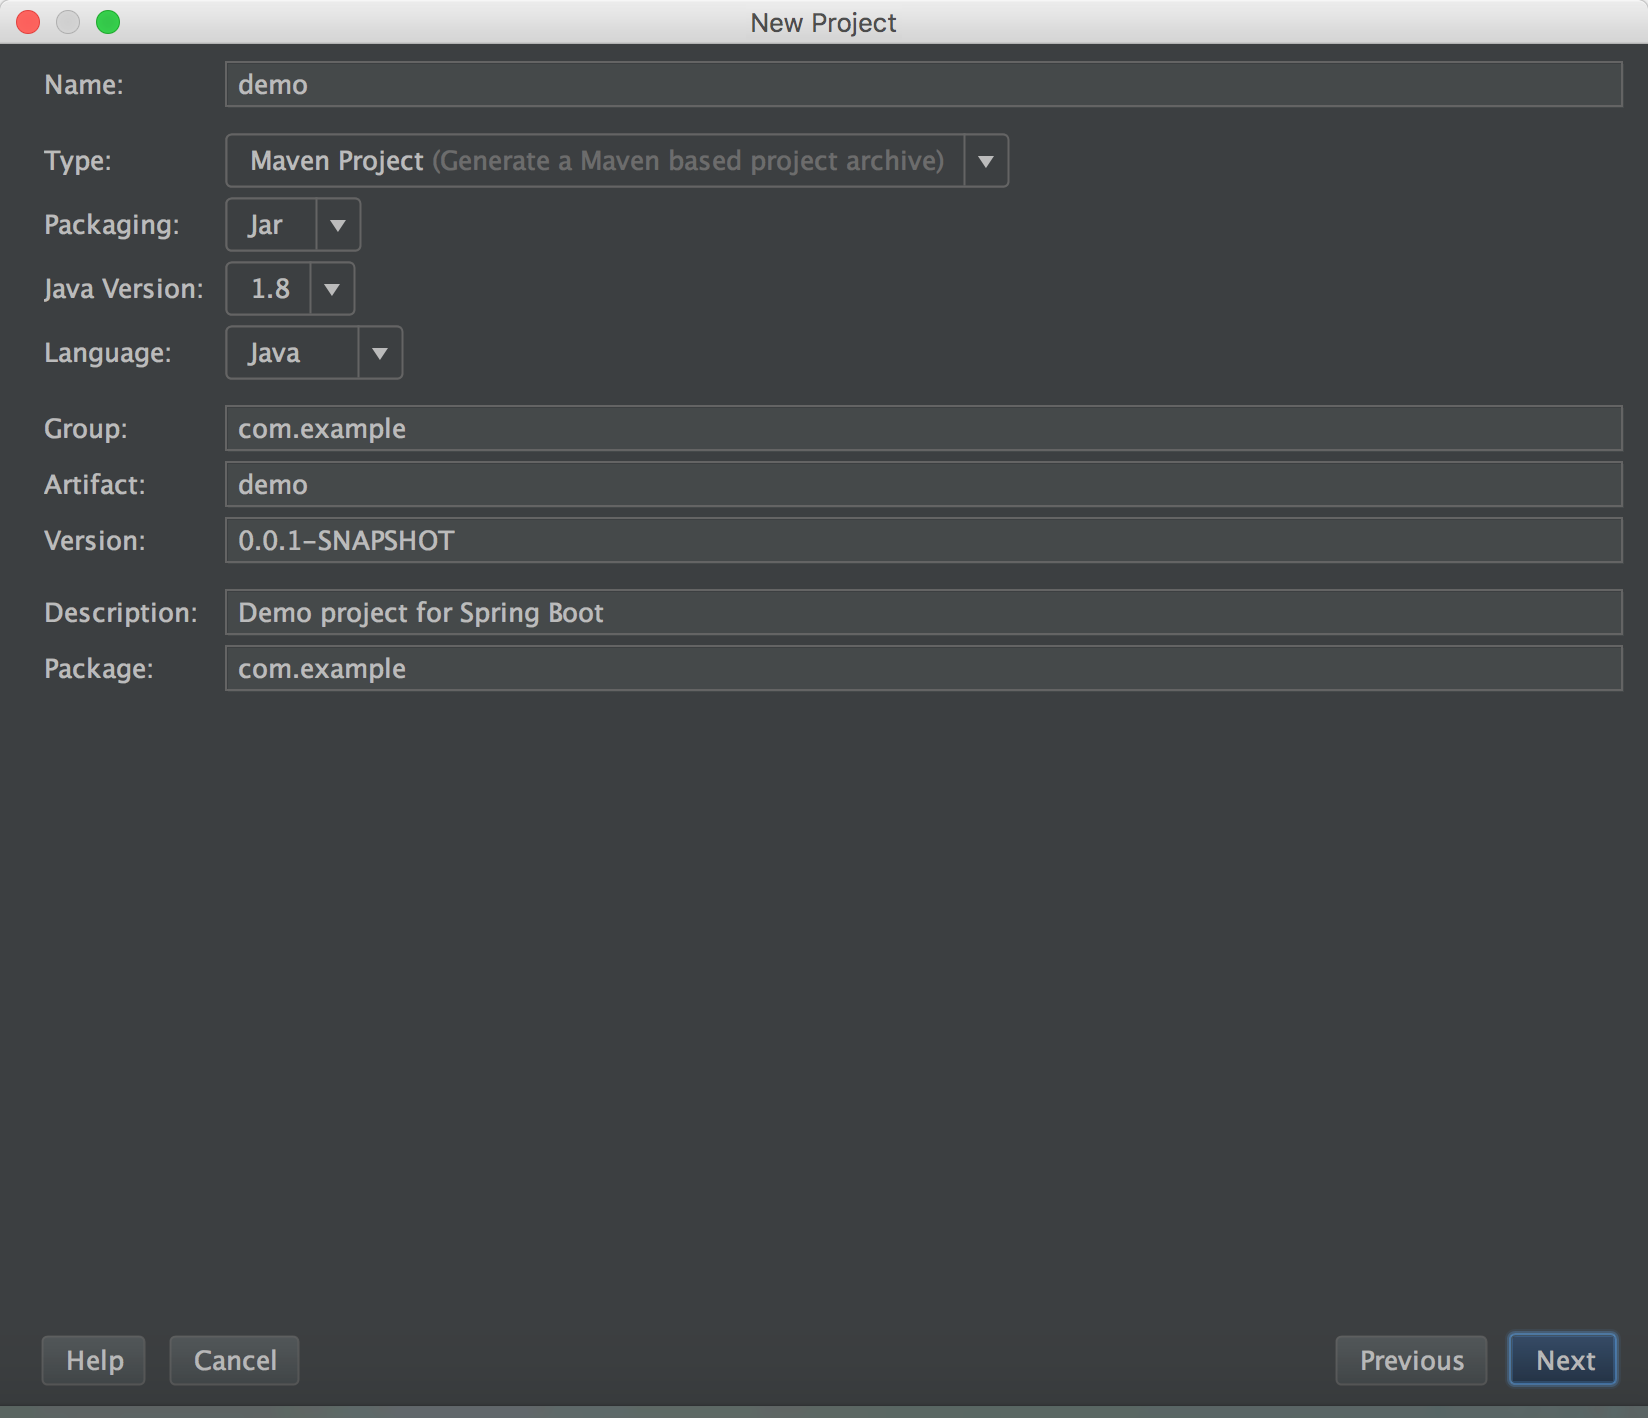 New Project
Name: demo
Type: Maven Project (Generate a Maven based project archive)
Packaging: Jar
Java Version: 1.8
Language: Java
Group: com.example
Artifact: demo
Version: 0.0.1-SNAPSHOT
Description: Demo project for Spring Boot
Package: com.example
Help Cancel Previous Next